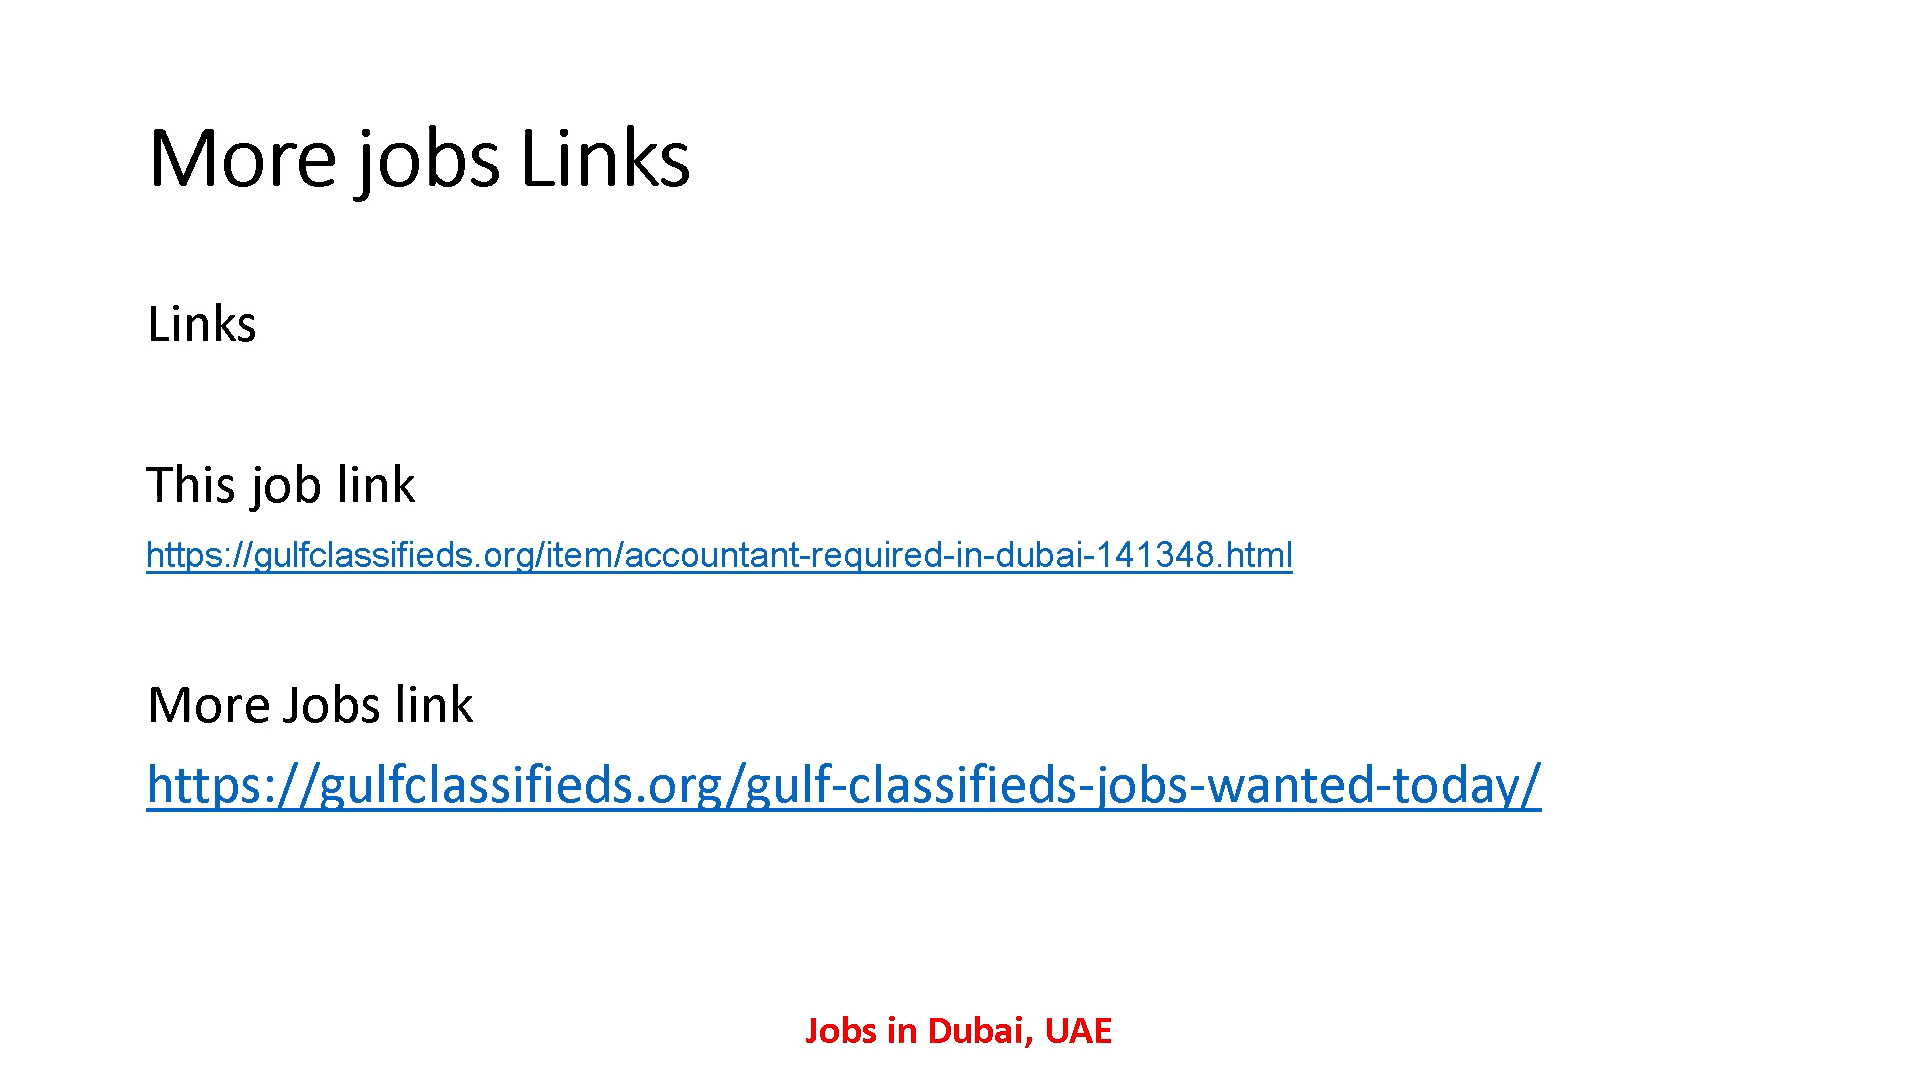 More jobs Links
Links
This job link
https://gulfclassifieds.org/item/accountant-required-in-dubai-141348.html
More Jobs link
https://gulfclassifieds.org/gulf-classifieds-jobs-wanted-today/
Jobs in Dubai, UAE